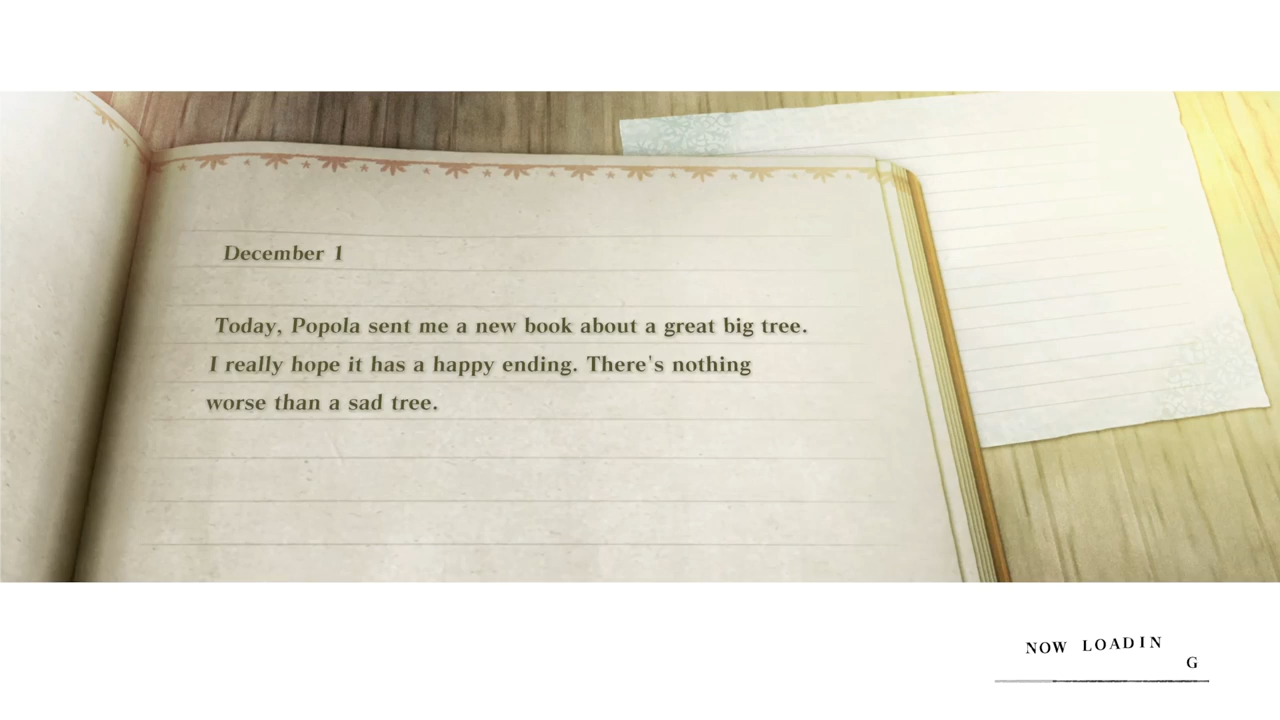 December 1
Today, Popola sent me a new book about a great big tree.
I really hope it has a happy ending. There's nothing
worse than a sad tree.
NOW LOADING